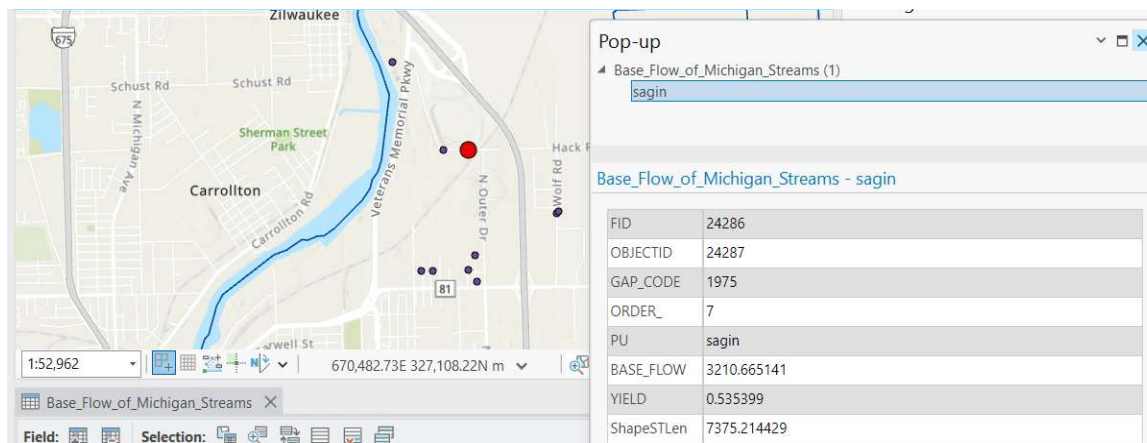 Zilwaukee
675
Schust Rd
Schust Rd
N Michigan Ave
Sherman Street
Park
Veterans Memorial Pkwy
Hack
N Outer Dr
Wolf Rd
Carrollton
Carrollton Rd
81
St
1:52,962
670,482.73E 327,108.22N m
Base_Flow_of_Michigan_Streams
Field:
Selection:
Pop-up
Base_Flow_of_Michigan_Streams (1)
sagin
Base_Flow_of_Michigan_Streams - sagin
FID 24286
OBJECTID 24287
GAP_CODE 1975
ORDER_ 7
PU sagin
BASE_FLOW 3210.665141
YIELD 0.535399
ShapeSTLen 7375.214429